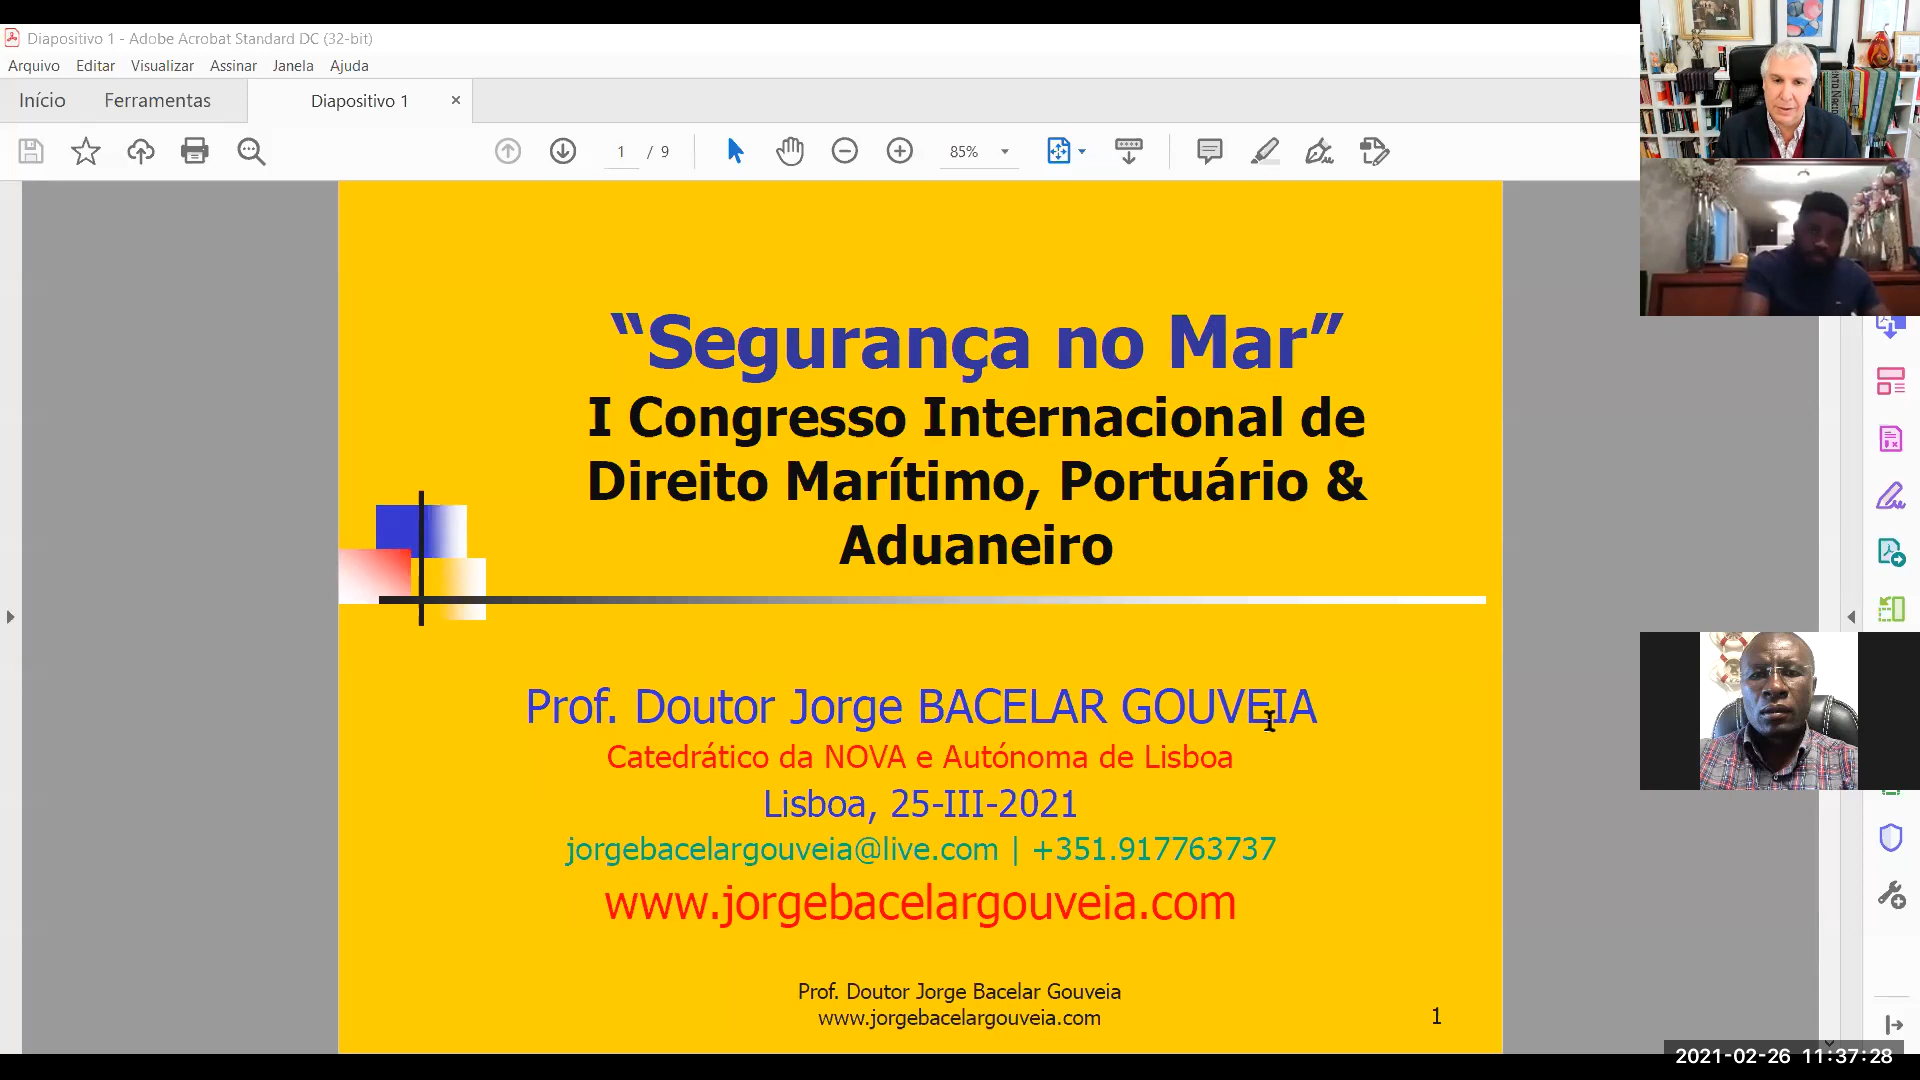 Diapositivo 1 - Adobe Acrobat Standard DC (32-bit)
Arquivo Editar Visualizar Assinar Janela Ajuda
Início Ferramentas Diapositivo 1 ×
1 / 9 85%
“Segurança no Mar”
I Congresso Internacional de
Direito Marítimo, Portuário &
Aduaneiro
Prof. Doutor Jorge BACELAR GOUVEIA
Catedrático da NOVA e Autónoma de Lisboa
Lisboa, 25-III-2021
jorgebacelargouveia@live.com | +351.917763737
www.jorgebacelargouveia.com
Prof. Doutor Jorge Bacelar Gouveia
www.jorgebacelargouveia.com
1
2021-02-26 11:37:28